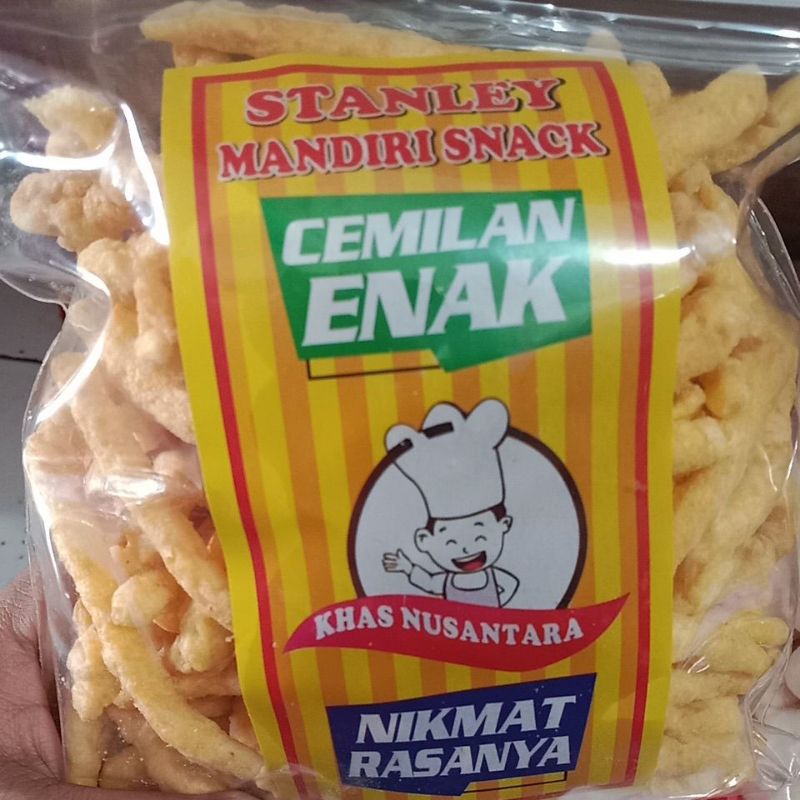 STANLEY
MANDIRI SNACK
CEMILAN
ENAK
KHAS NUSANTARA
NIKMAT
RASANYA